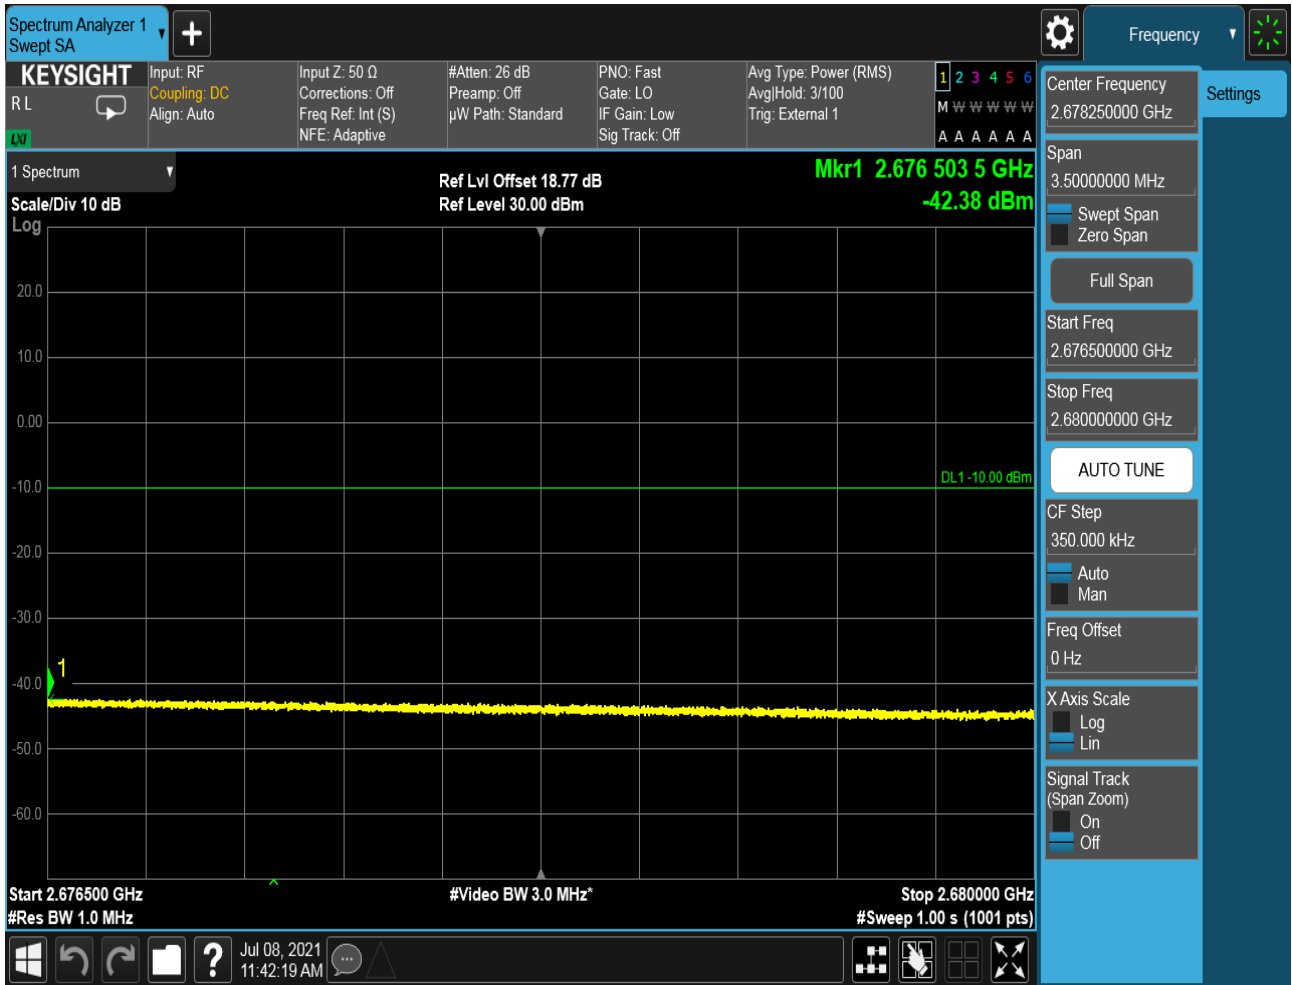 Spectrum Analyzer 1
Swept SA
Frequency
KEYSIGHT
R L
LXI
Input: RF
Coupling: DC
Align: Auto
Input Z: 50 Ω
Corrections: Off
Freq Ref: Int (S)
NFE: Adaptive
#Atten: 26 dB
Preamp: Off
µW Path: Standard
PNO: Fast
Gate: LO
IF Gain: Low
Sig Track: Off
Avg Type: Power (RMS)
Avg|Hold: 3/100
Trig: External 1
1 2 3 4 5 6
M W W W W W
A A A A A A
1 Spectrum
Scale/Div 10 dB
Log
Ref Lvl Offset 18.77 dB
Ref Level 30.00 dBm
Mkr1 2.676 503 5 GHz
-42.38 dBm
20.0
10.0
0.00
-10.0
-20.0
-30.0
-40.0
-50.0
-60.0
DL1 -10.00 dBm
1
Start 2.676500 GHz
#Res BW 1.0 MHz
#Video BW 3.0 MHz*
Stop 2.680000 GHz
#Sweep 1.00 s (1001 pts)
?
Jul 08, 2021
11:42:19 AM
Center Frequency
2.678250000 GHz
Span
3.50000000 MHz
Swept Span
Zero Span
Full Span
Start Freq
2.676500000 GHz
Stop Freq
2.680000000 GHz
AUTO TUNE
CF Step
350.000 kHz
Auto
Man
Freq Offset
0 Hz
X Axis Scale
Log
Lin
Signal Track
(Span Zoom)
On
Off
Settings